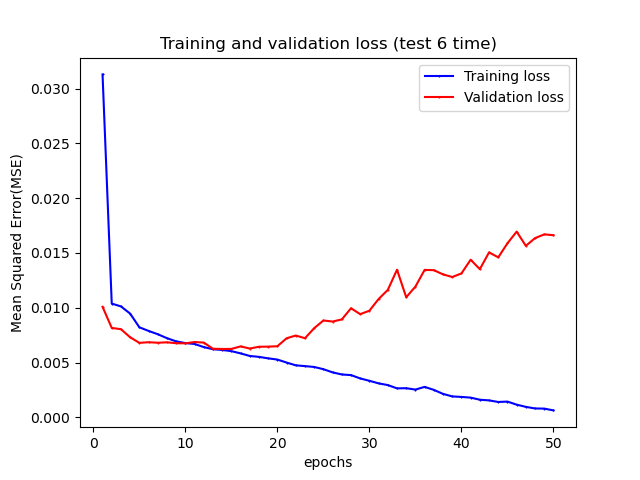 Training and validation loss (test 6 time)
Training loss
Validation loss
Mean Squared Error(MSE)
0.030
0.025
0.020
0.015
0.010
0.005
0.000
0 10 20 30 40 50
epochs